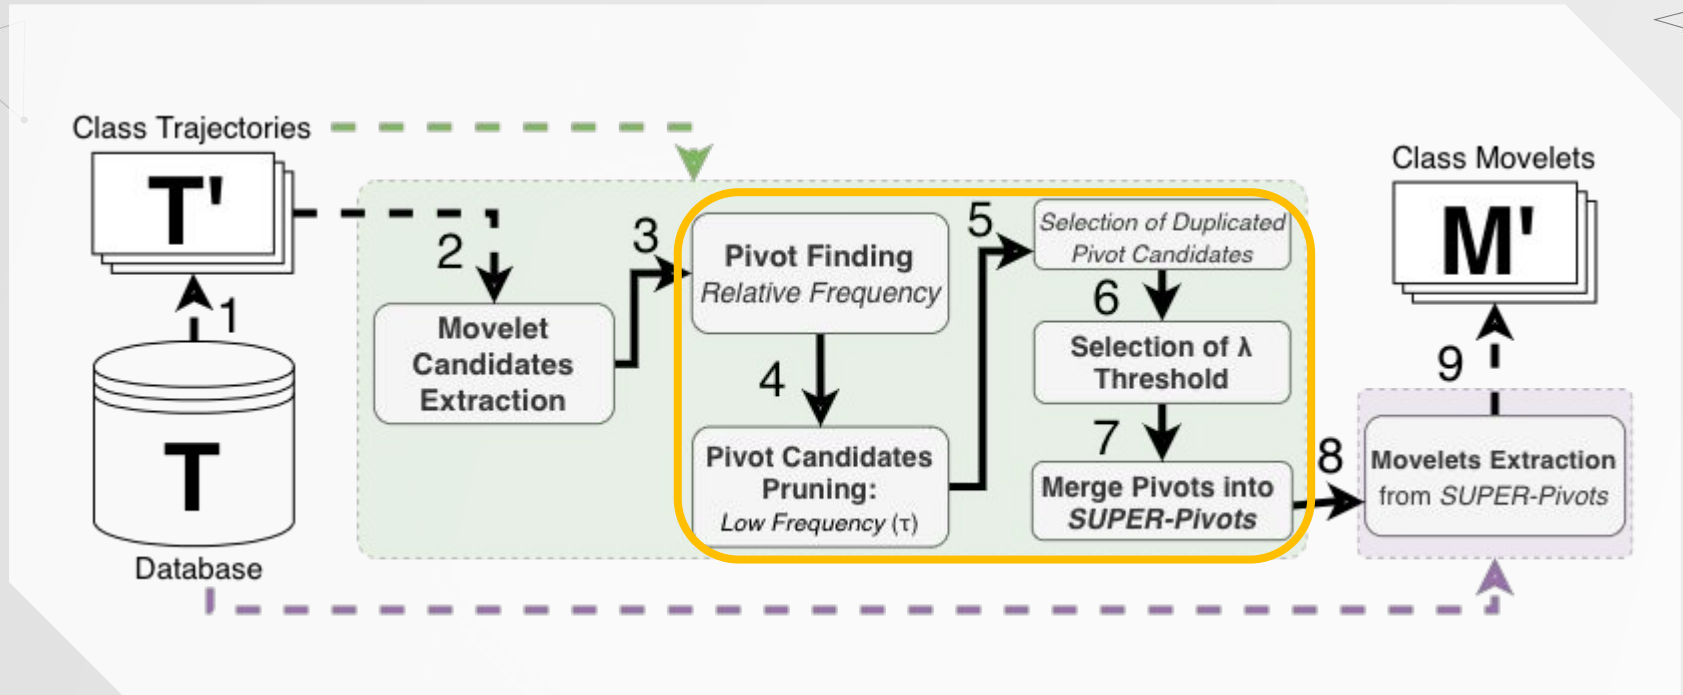 Class Trajectories
T'
1
T
Database
2
Movelet
Candidates
Extraction
3
Pivot Finding
Relative Frequency
4
Pivot Candidates
Pruning:
Low Frequency (τ)
5
Selection of Duplicated
Pivot Candidates
6
Selection of λ
Threshold
7
Merge Pivots into
SUPER-Pivots
8
Movelets Extraction
from SUPER-Pivots
9
Class Movelets
M'